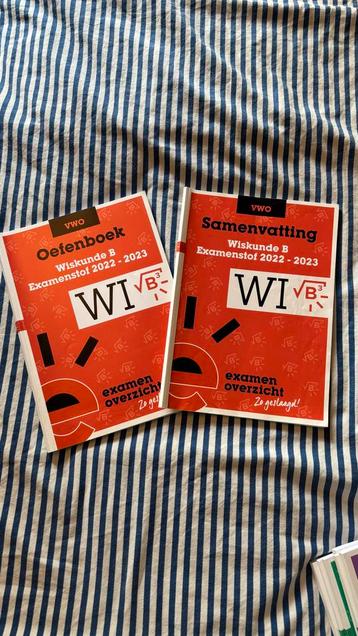 VWO
Oefenboek
Wiskunde B
Examenstof 2022 - 2023
WI √B³
examen
overzicht
Zo ges
VWO
Samenvatting
Wiskunde B
Examenstof 2022 - 2023
WI √B³
examen
overzicht
Zo geslaagd!